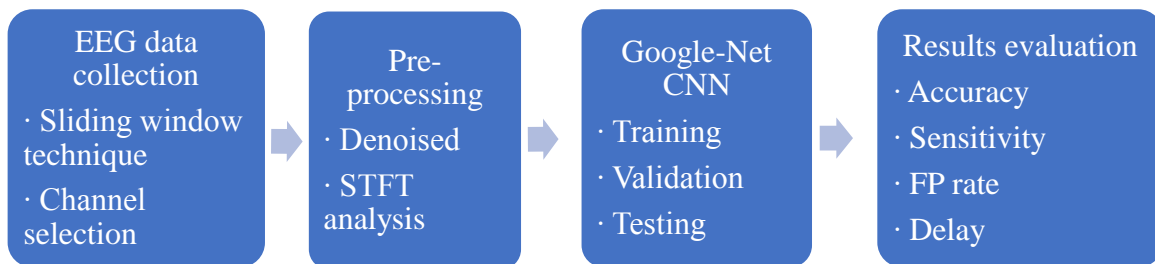 EEG data
collection
· Sliding window
technique
· Channel
selection
Pre-
processing
· Denoised
· STFT
analysis
Google-Net
CNN
· Training
· Validation
· Testing
Results evaluation
· Accuracy
· Sensitivity
· FP rate
· Delay